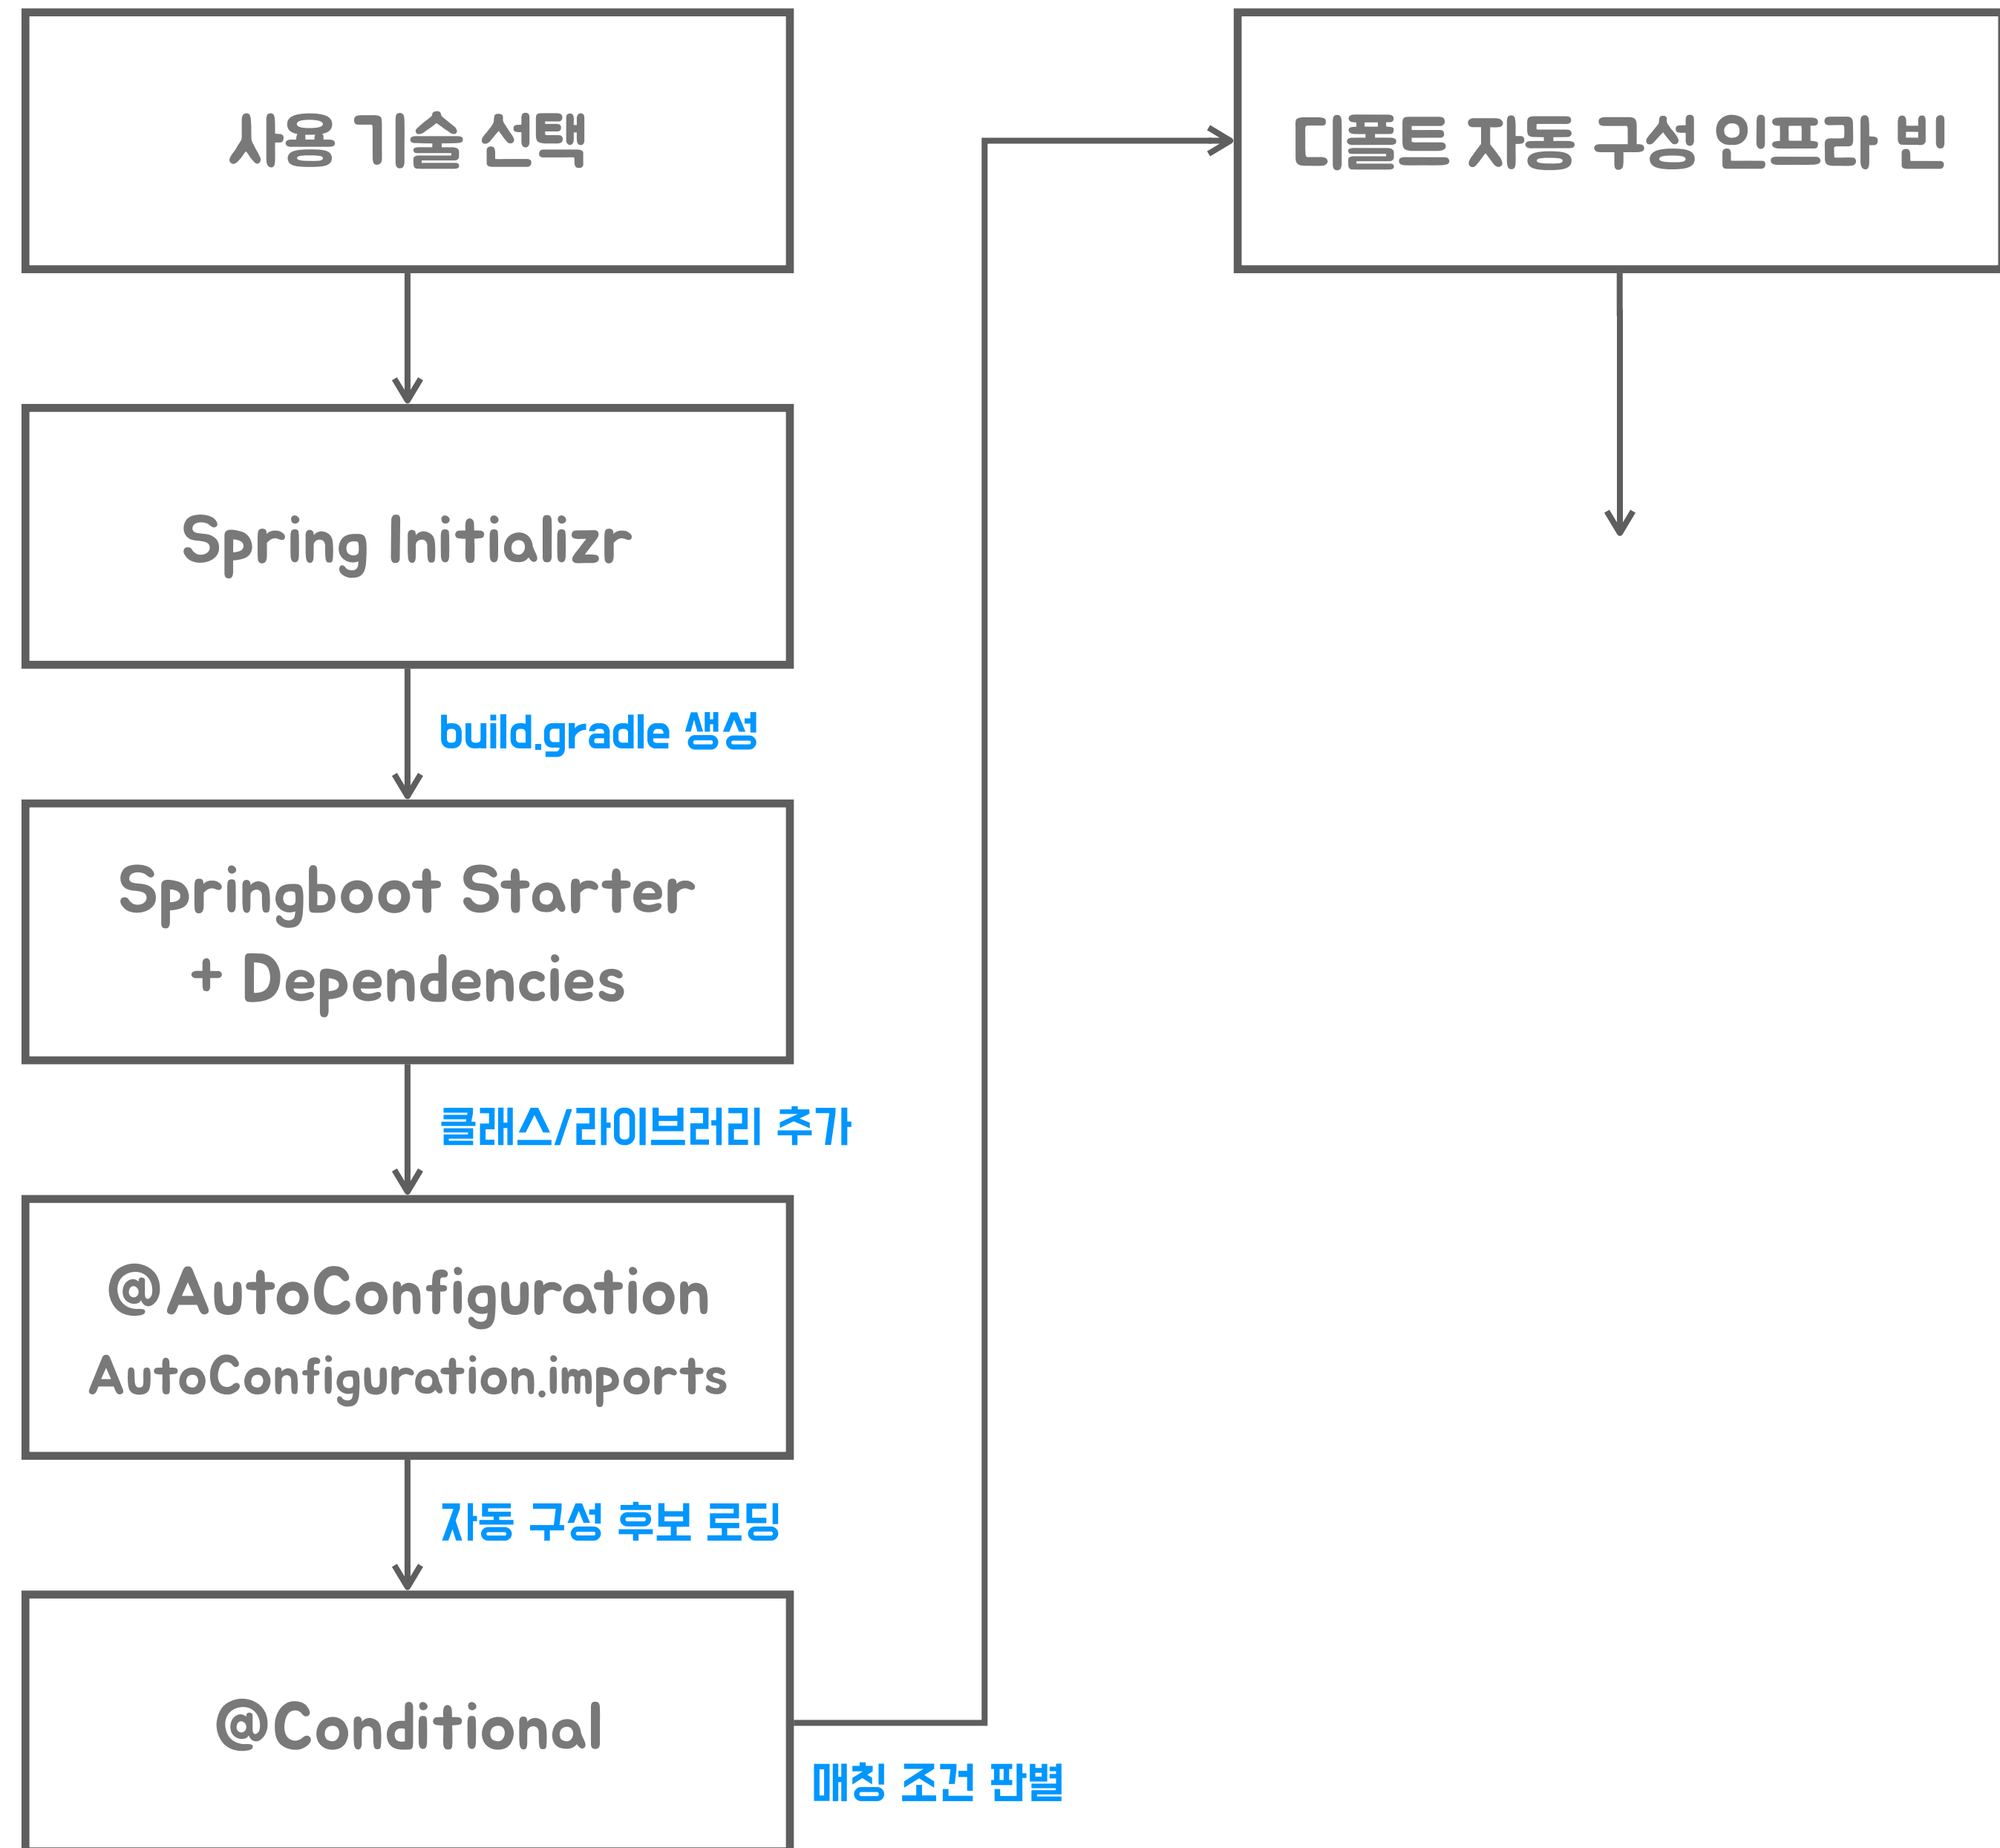 사용 기술 선택
Spring Initializr
build.gradle 생성
Springboot Starter
+ Dependencies
클래스/라이브러리 추가
@AutoConfiguration
AutoConfiguration.imports
자동 구성 후보 로딩
@Conditional
매칭 조건 판별
디폴트 자동 구성 인프라 빈